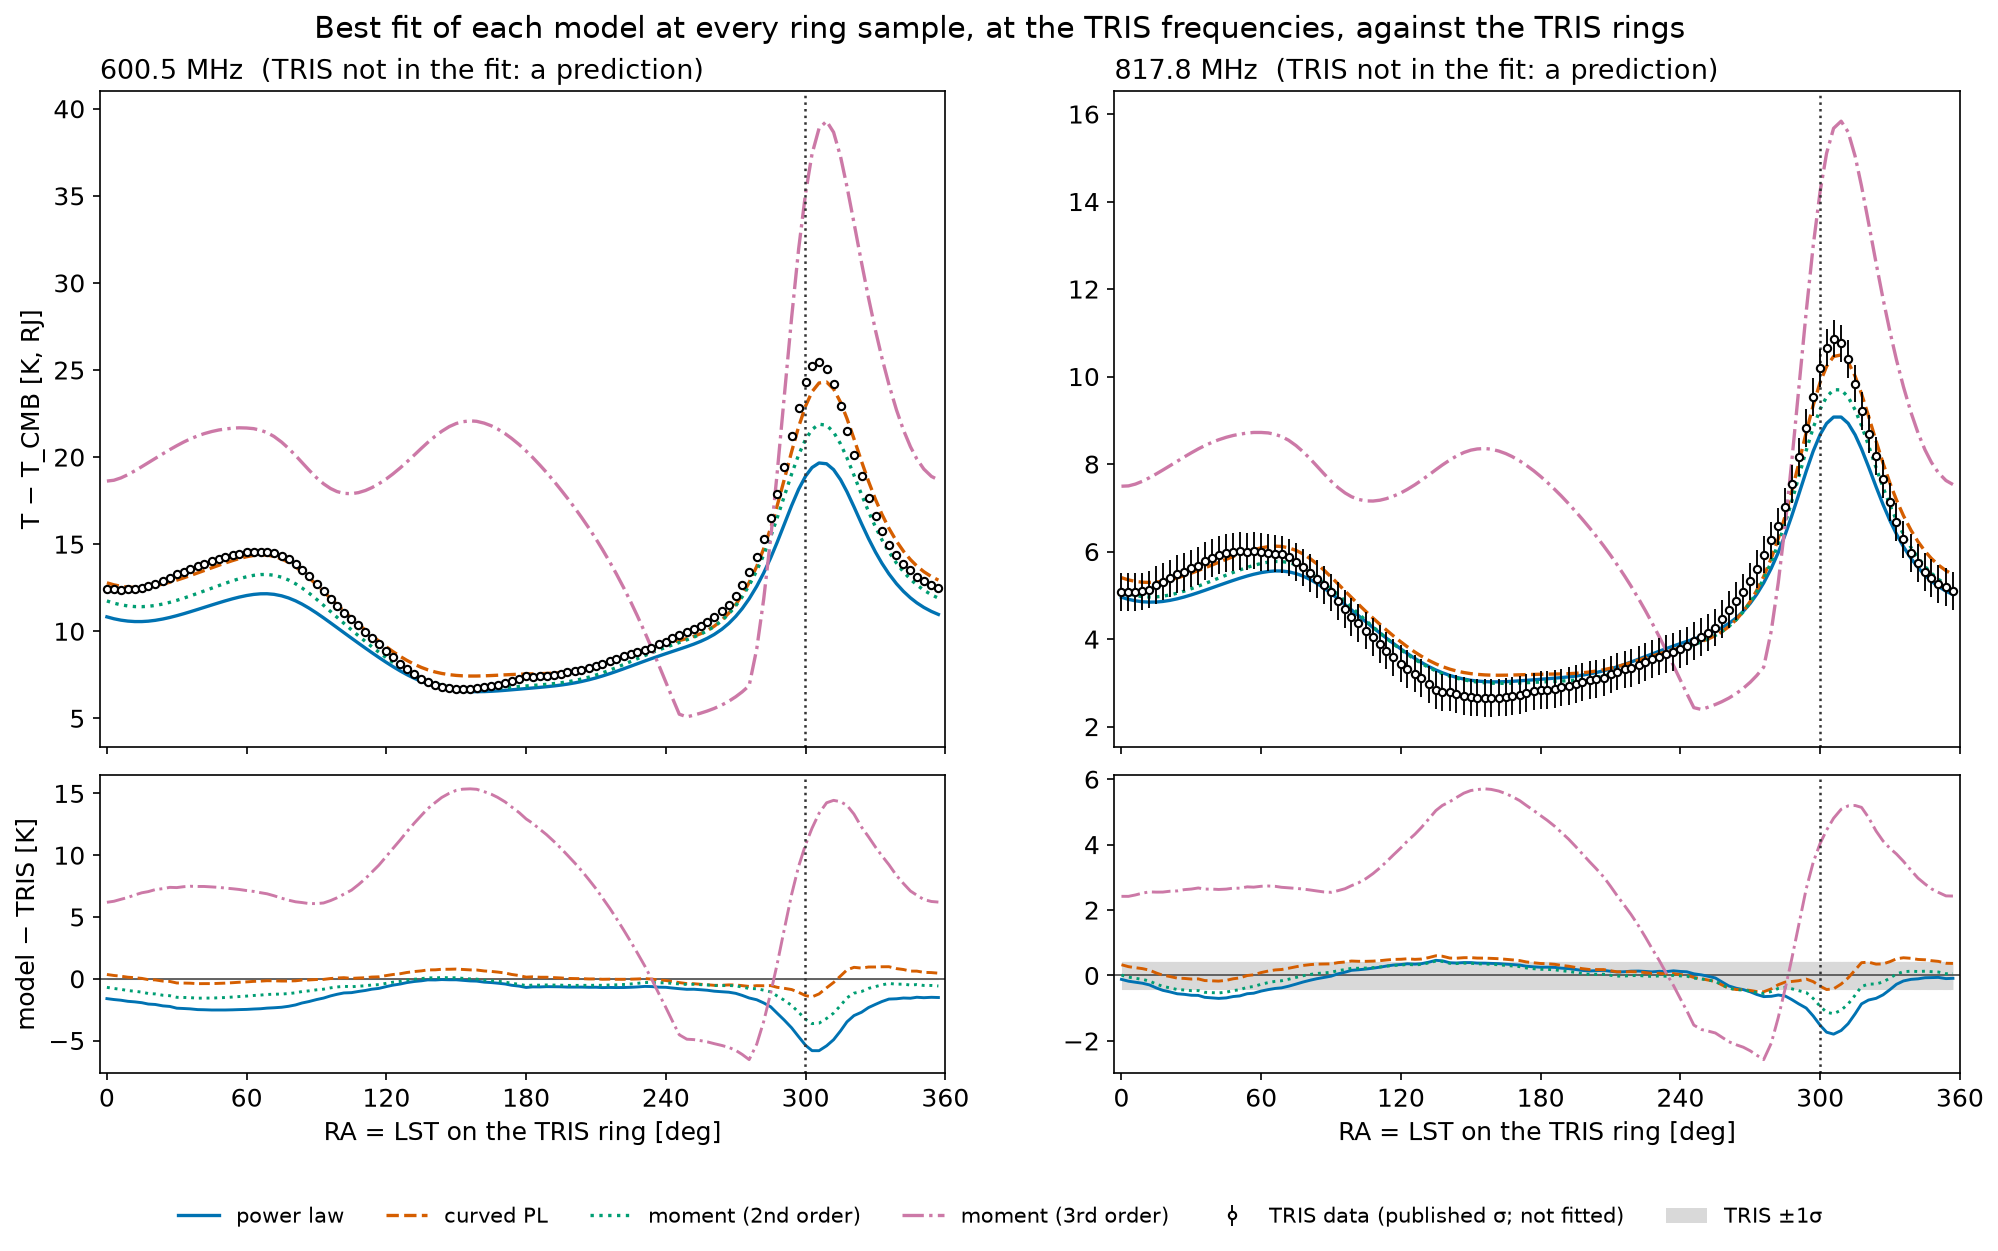 Best fit of each model at every ring sample, at the TRIS frequencies, against the TRIS rings
600.5 MHz  (TRIS not in the fit: a prediction)
817.8 MHz  (TRIS not in the fit: a prediction)
T − T_CMB [K, RJ]
40
35
30
25
20
15
10
5
16
14
12
10
8
6
4
2
model − TRIS [K]
15
10
5
0
−5
6
4
2
0
−2
0 60 120 180 240 300 360
0 60 120 180 240 300 360
RA = LST on the TRIS ring [deg]
RA = LST on the TRIS ring [deg]
power law
curved PL
moment (2nd order)
moment (3rd order)
TRIS data (published σ; not fitted)
TRIS ±1σ